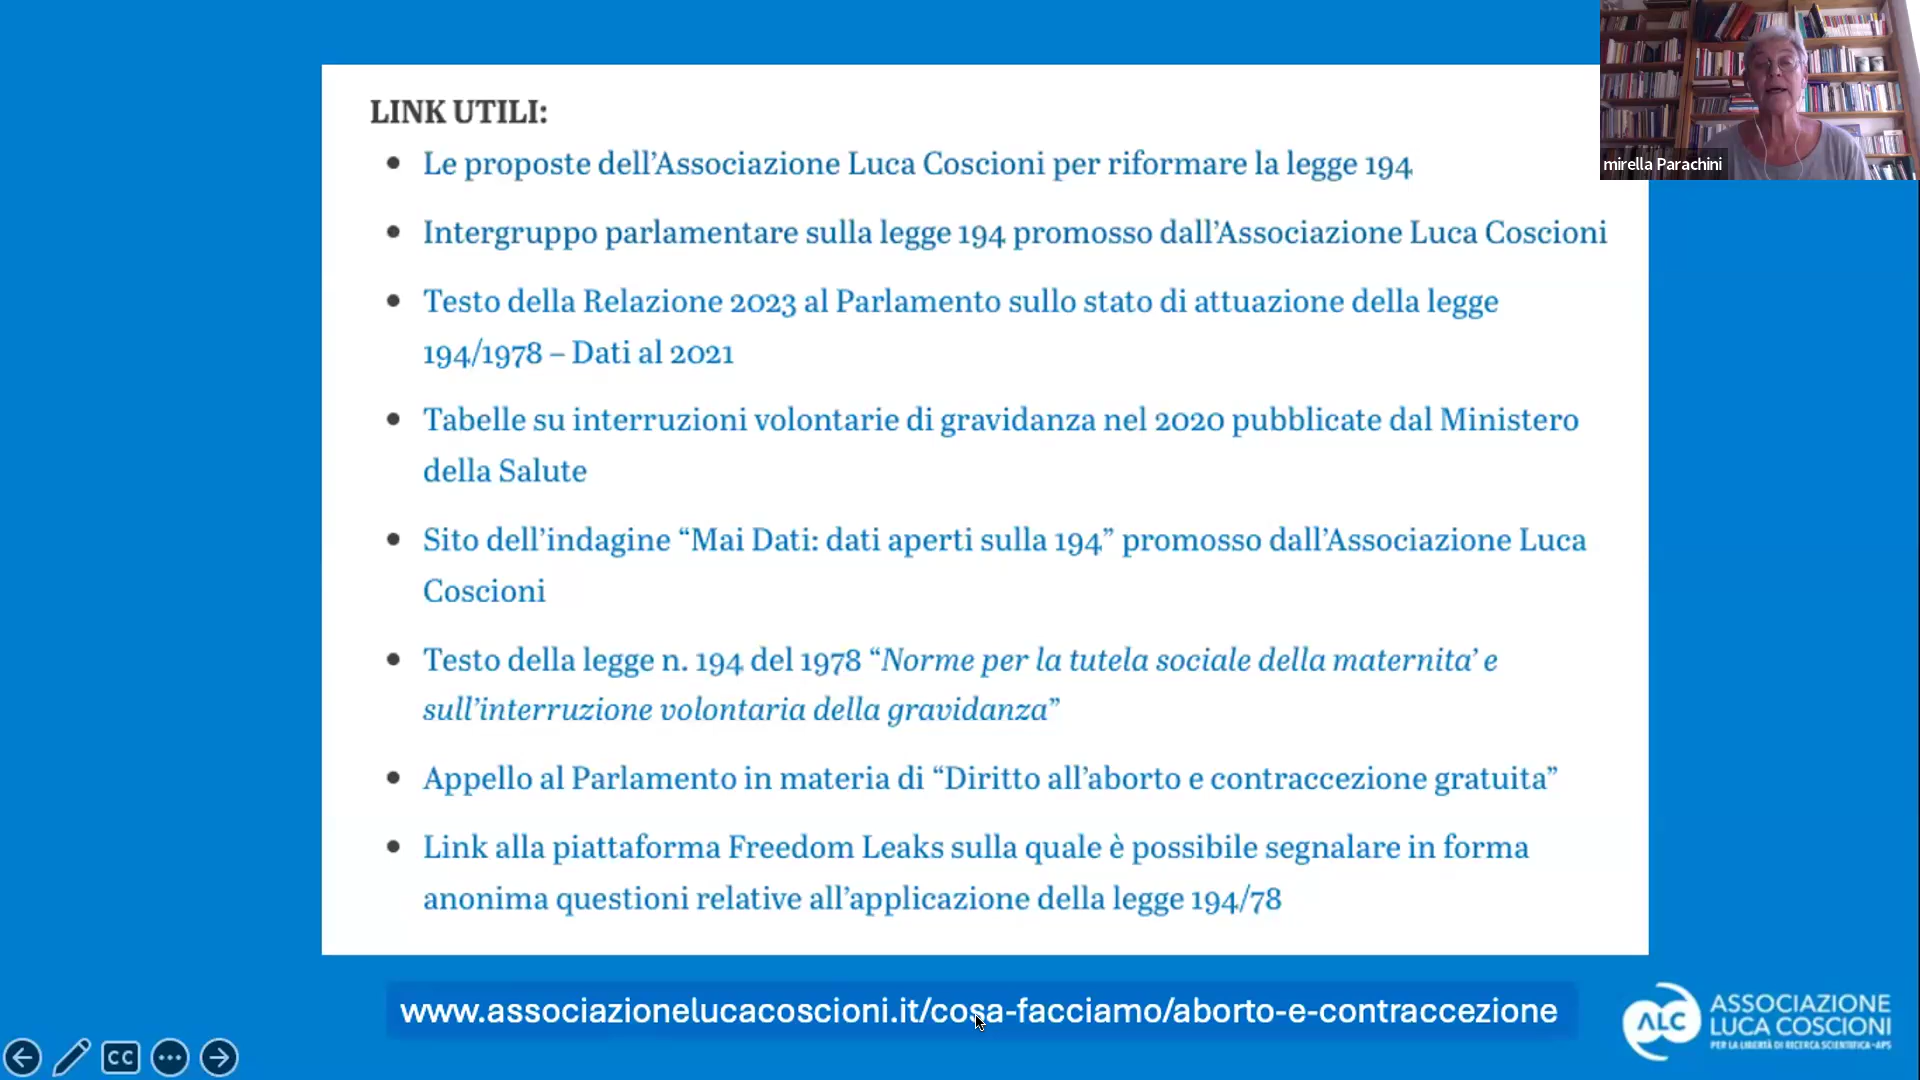 LINK UTILI:
Le proposte dell’Associazione Luca Coscioni per riformare la legge 194
Intergruppo parlamentare sulla legge 194 promosso dall’Associazione Luca Coscioni
Testo della Relazione 2023 al Parlamento sullo stato di attuazione della legge
194/1978 – Dati al 2021
Tabelle su interruzioni volontarie di gravidanza nel 2020 pubblicate dal Ministero
della Salute
Sito dell’indagine “Mai Dati: dati aperti sulla 194” promosso dall’Associazione Luca
Coscioni
Testo della legge n. 194 del 1978 “Norme per la tutela sociale della maternita’ e
sull’interruzione volontaria della gravidanza”
Appello al Parlamento in materia di “Diritto all’aborto e contraccezione gratuita”
Link alla piattaforma Freedom Leaks sulla quale è possibile segnalare in forma
anonima questioni relative all’applicazione della legge 194/78
www.associazionelucacoscioni.it/cosa-facciamo/aborto-e-contraccezione
mirella Parachini
ALC
ASSOCIAZIONE
LUCA COSCIONI
PER LA LIBERTÀ DI RICERCA SCIENTIFICA-APS
CC